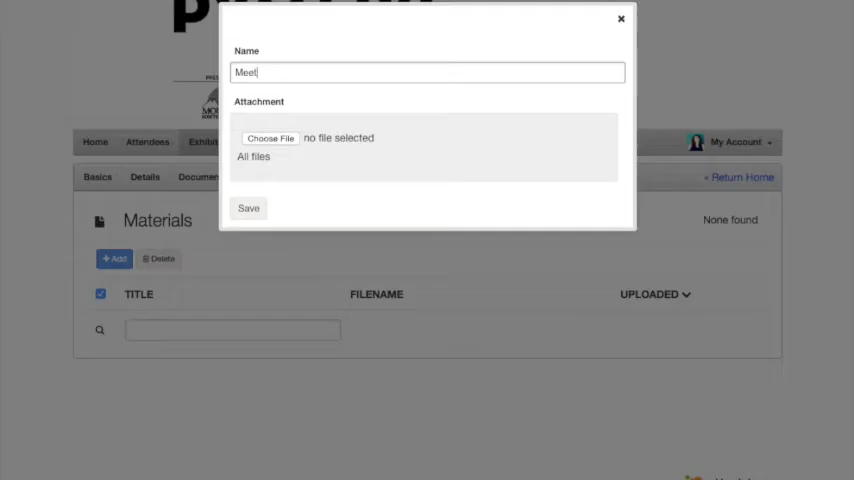 Name
Meet
Attachment
Choose File no file selected
All files
Save
Home Attendees My Account
Basics Details « Return Home
Materials None found
+ Add Delete
TITLE FILENAME UPLOADED